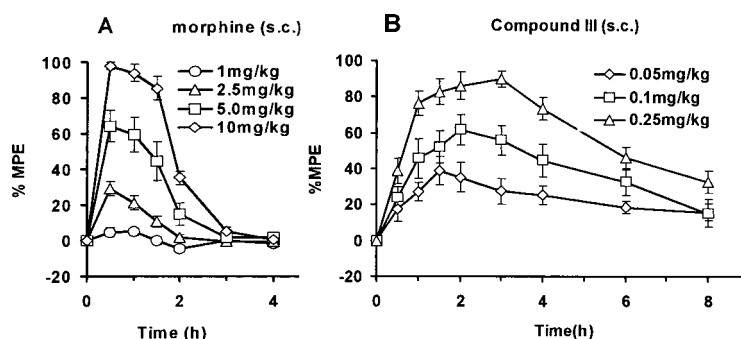 A morphine (s.c.)
% MPE
100
80
60
40
20
0
-20
1mg/kg
2.5mg/kg
5.0mg/kg
10mg/kg
0 2 4
Time (h)
B Compound III (s.c.)
%MPE
100
80
60
40
20
0
-20
0.05mg/kg
0.1mg/kg
0.25mg/kg
0 1 2 3 4 5 6 7 8
Time(h)